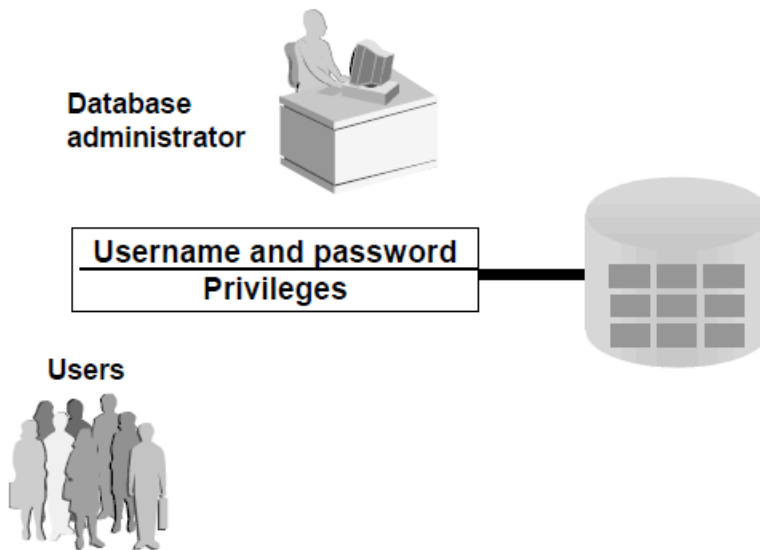 Database
administrator
Username and password
Privileges
Users